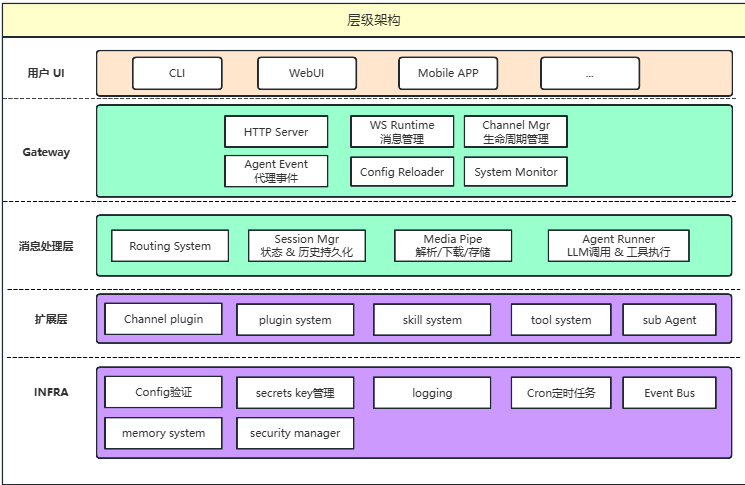 层级架构
用户 UI
CLI
WebUI
Mobile APP
...
Gateway
HTTP Server
WS Runtime
消息管理
Channel Mgr
生命周期管理
Agent Event
代理事件
Config Reloader
System Monitor
消息处理层
Routing System
Session Mgr
状态 & 历史持久化
Media Pipe
解析/下载/存储
Agent Runner
LLM调用 & 工具执行
扩展层
Channel plugin
plugin system
skill system
tool system
sub Agent
INFRA
Config验证
secrets key管理
logging
Cron定时任务
Event Bus
memory system
security manager